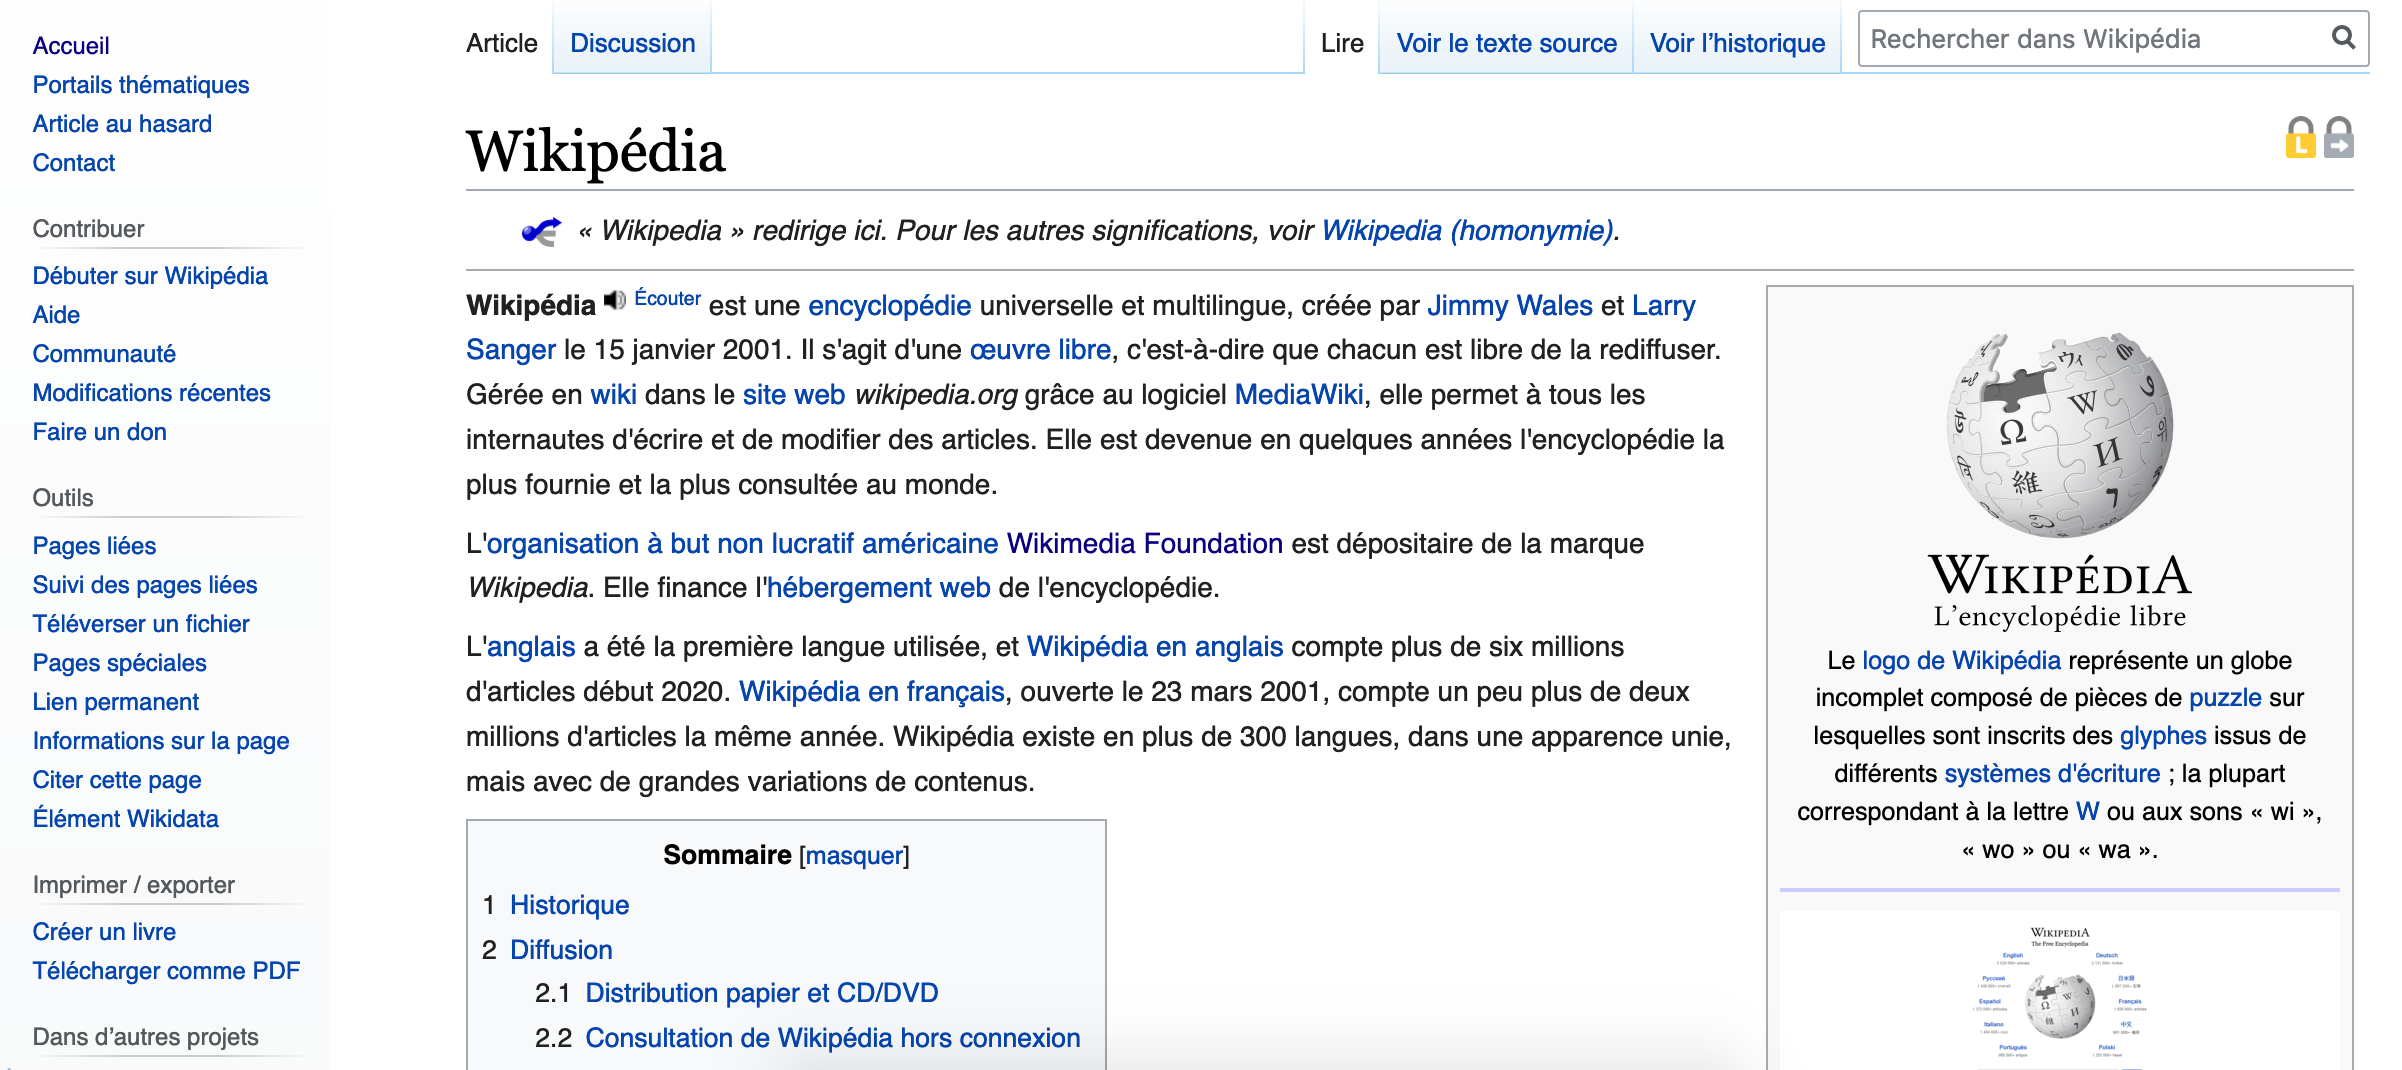 Accueil
Portails thématiques
Article au hasard
Contact
Contribuer
Débuter sur Wikipédia
Aide
Communauté
Modifications récentes
Faire un don
Outils
Pages liées
Suivi des pages liées
Téléverser un fichier
Pages spéciales
Lien permanent
Informations sur la page
Citer cette page
Élément Wikidata
Imprimer / exporter
Créer un livre
Télécharger comme PDF
Dans d’autres projets
Article
Discussion
Lire
Voir le texte source
Voir l’historique
Rechercher dans Wikipédia
Wikipédia
L
« Wikipedia » redirige ici. Pour les autres significations, voir Wikipedia (homonymie).
Wikipédia Écouter est une encyclopédie universelle et multilingue, créée par Jimmy Wales et Larry
Sanger le 15 janvier 2001. Il s'agit d'une œuvre libre, c'est-à-dire que chacun est libre de la rediffuser.
Gérée en wiki dans le site web wikipedia.org grâce au logiciel MediaWiki, elle permet à tous les
internautes d'écrire et de modifier des articles. Elle est devenue en quelques années l'encyclopédie la
plus fournie et la plus consultée au monde.
L'organisation à but non lucratif américaine Wikimedia Foundation est dépositaire de la marque
Wikipedia. Elle finance l'hébergement web de l'encyclopédie.
L'anglais a été la première langue utilisée, et Wikipédia en anglais compte plus de six millions
d'articles début 2020. Wikipédia en français, ouverte le 23 mars 2001, compte un peu plus de deux
millions d'articles la même année. Wikipédia existe en plus de 300 langues, dans une apparence unie,
mais avec de grandes variations de contenus.
Sommaire [masquer]
1 Historique
2 Diffusion
2.1 Distribution papier et CD/DVD
2.2 Consultation de Wikipédia hors connexion
Ω W И 維
WIKIPÉDIA
L’encyclopédie libre
Le logo de Wikipédia représente un globe
incomplet composé de pièces de puzzle sur
lesquelles sont inscrits des glyphes issus de
différents systèmes d'écriture ; la plupart
correspondant à la lettre W ou aux sons « wi »,
« wo » ou « wa ».
WIKIPEDIA
The Free Encyclopedia
English
Deutsch
Русский
日本語
Español
Français
Italiano
中文
Português
Polski